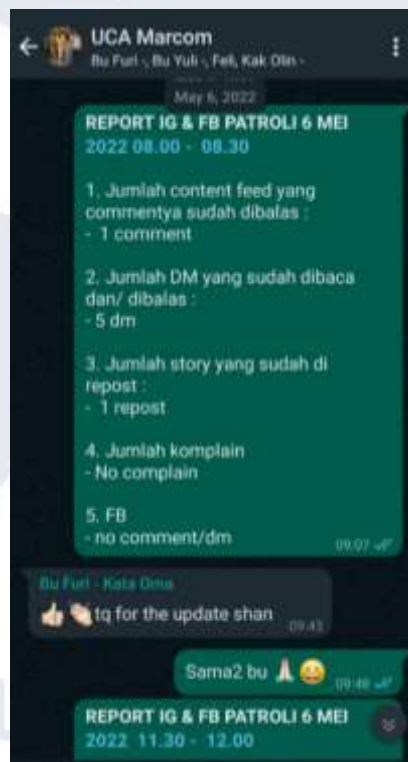 UCA Marcom
Bu Furi -, Bu Yuli -, Feli, Kak Olin -
May 6, 2022
REPORT IG & FB PATROLI 6 MEI
2022 08.00 - 08.30
1. Jumlah content feed yang
commentya sudah dibalas :
- 1 comment
2. Jumlah DM yang sudah dibaca
dan/ dibalas :
- 5 dm
3. Jumlah story yang sudah di
repost :
- 1 repost
4. Jumlah komplain
- No complain
5. FB
- no comment/dm
09.07
Bu Furi - Kata Oma
👍🏻 👏🏻 tq for the update shan
09.43
Sama2 bu 🙏🏻 😀
09.46
REPORT IG & FB PATROLI 6 MEI
2022 11.30 - 12.00